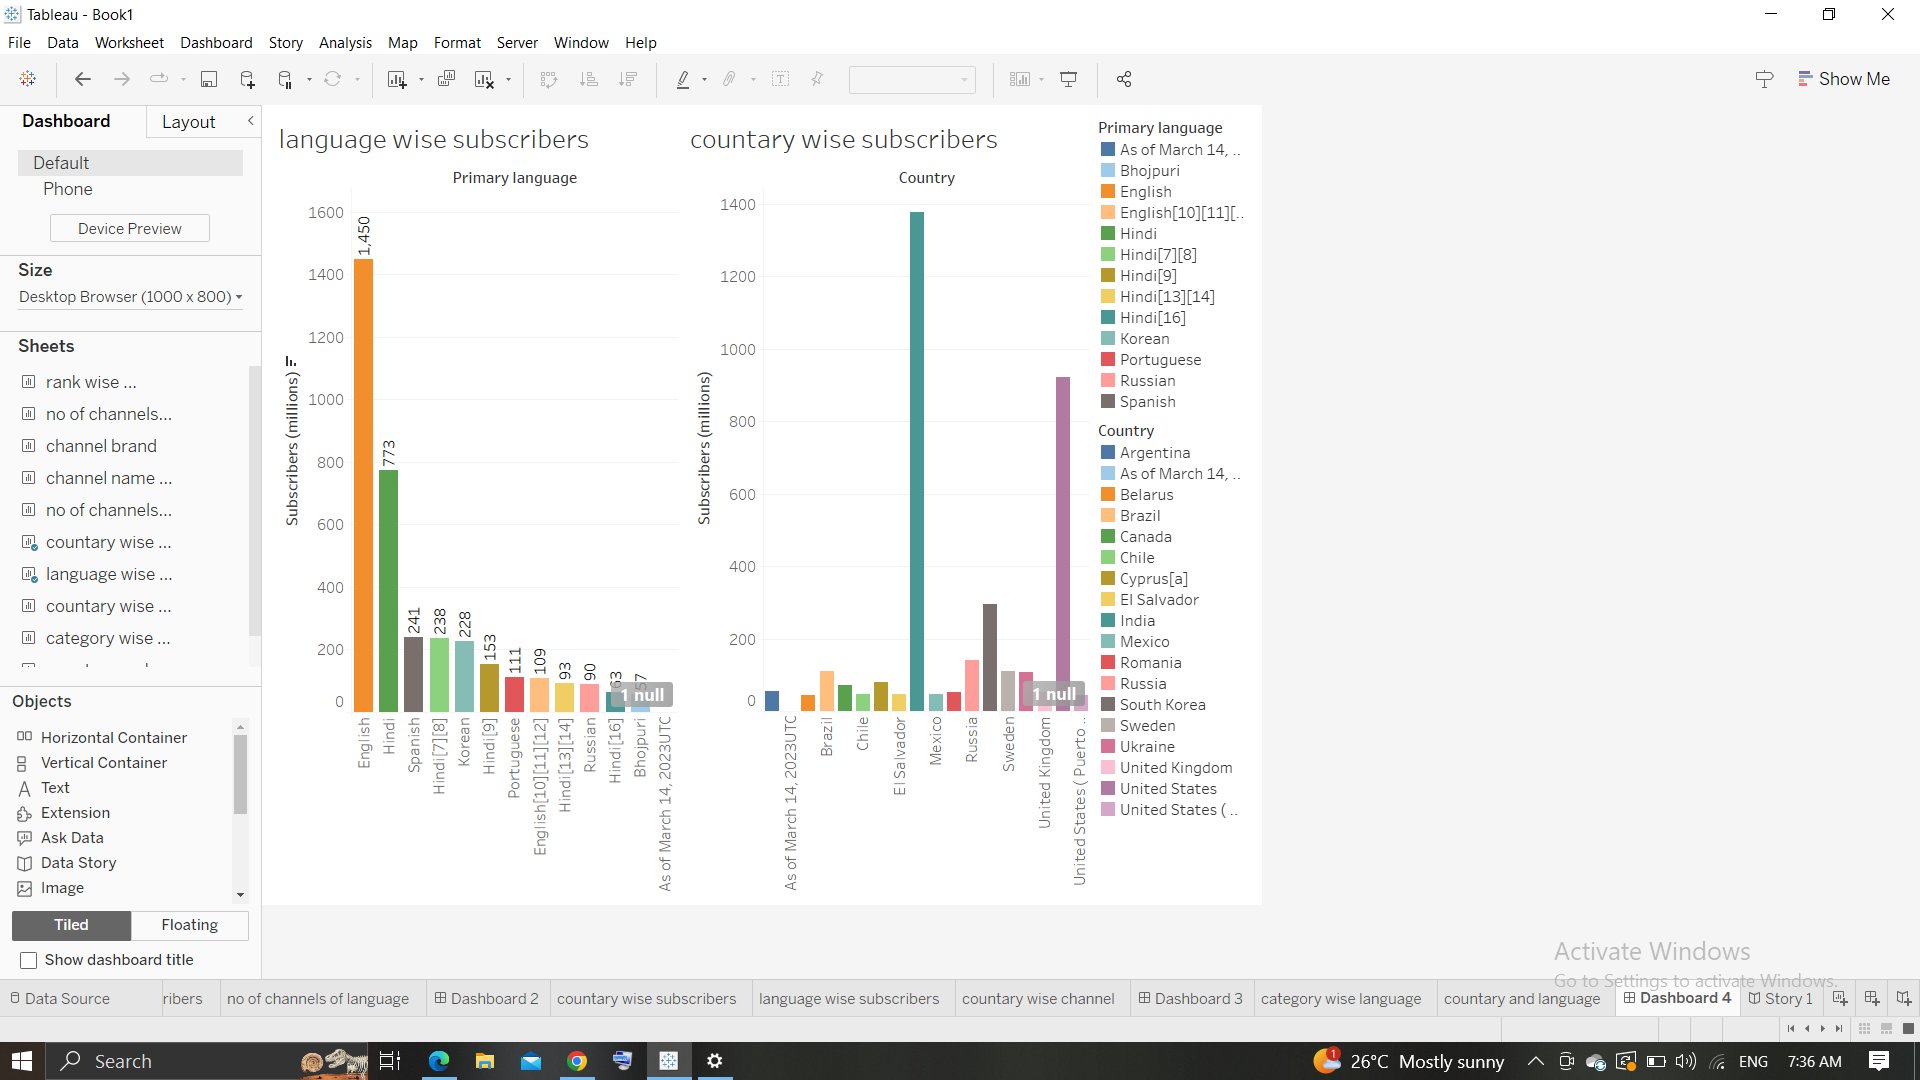 Tableau - Book1
File Data Worksheet Dashboard Story Analysis Map Format Server Window Help
Show Me
Dashboard Layout
Default
Phone
Device Preview
Size
Desktop Browser (1000 x 800)
Sheets
rank wise ...
no of channels...
channel brand
channel name ...
no of channels...
countary wise ...
language wise ...
countary wise ...
category wise ...
Objects
Horizontal Container
Vertical Container
Text
Extension
Ask Data
Data Story
Image
Tiled Floating
Show dashboard title
language wise subscribers
Primary language
Subscribers (millions)
1600
1400
1200
1000
800
600
400
200
0
1,450
773
241
238
228
153
111
109
93
90
63
57
1 null
English
Hindi
Spanish
Hindi[7][8]
Korean
Hindi[9]
Portuguese
English[10][11][12]
Hindi[13][14]
Russian
Hindi[16]
Bhojpuri
As of March 14, 2023UTC
countary wise subscribers
Country
Subscribers (millions)
1400
1200
1000
800
600
400
200
0
1 null
As of March 14, 2023UTC
Brazil
Chile
El Salvador
Mexico
Russia
Sweden
United Kingdom
United States ( Puerto ..
Primary language
As of March 14, ..
Bhojpuri
English
English[10][11][..
Hindi
Hindi[7][8]
Hindi[9]
Hindi[13][14]
Hindi[16]
Korean
Portuguese
Russian
Spanish
Country
Argentina
As of March 14, ..
Belarus
Brazil
Canada
Chile
Cyprus[a]
El Salvador
India
Mexico
Romania
Russia
South Korea
Sweden
Ukraine
United Kingdom
United States
United States ( ..
Activate Windows
Go to Settings to activate Windows.
Data Source ribers no of channels of language Dashboard 2 countary wise subscribers language wise subscribers countary wise channel Dashboard 3 category wise language countary and language Dashboard 4 Story 1
Search 1 26°C Mostly sunny ENG 7:36 AM